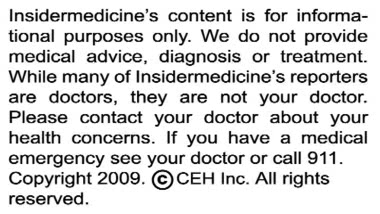 Insidermedicine's content is for informa-
tional purposes only. We do not provide
medical advice, diagnosis or treatment.
While many of Insidermedicine's reporters
are doctors, they are not your doctor.
Please contact your doctor about your
health concerns. If you have a medical
emergency see your doctor or call 911.
Copyright 2009. ©CEH Inc. All rights
reserved.